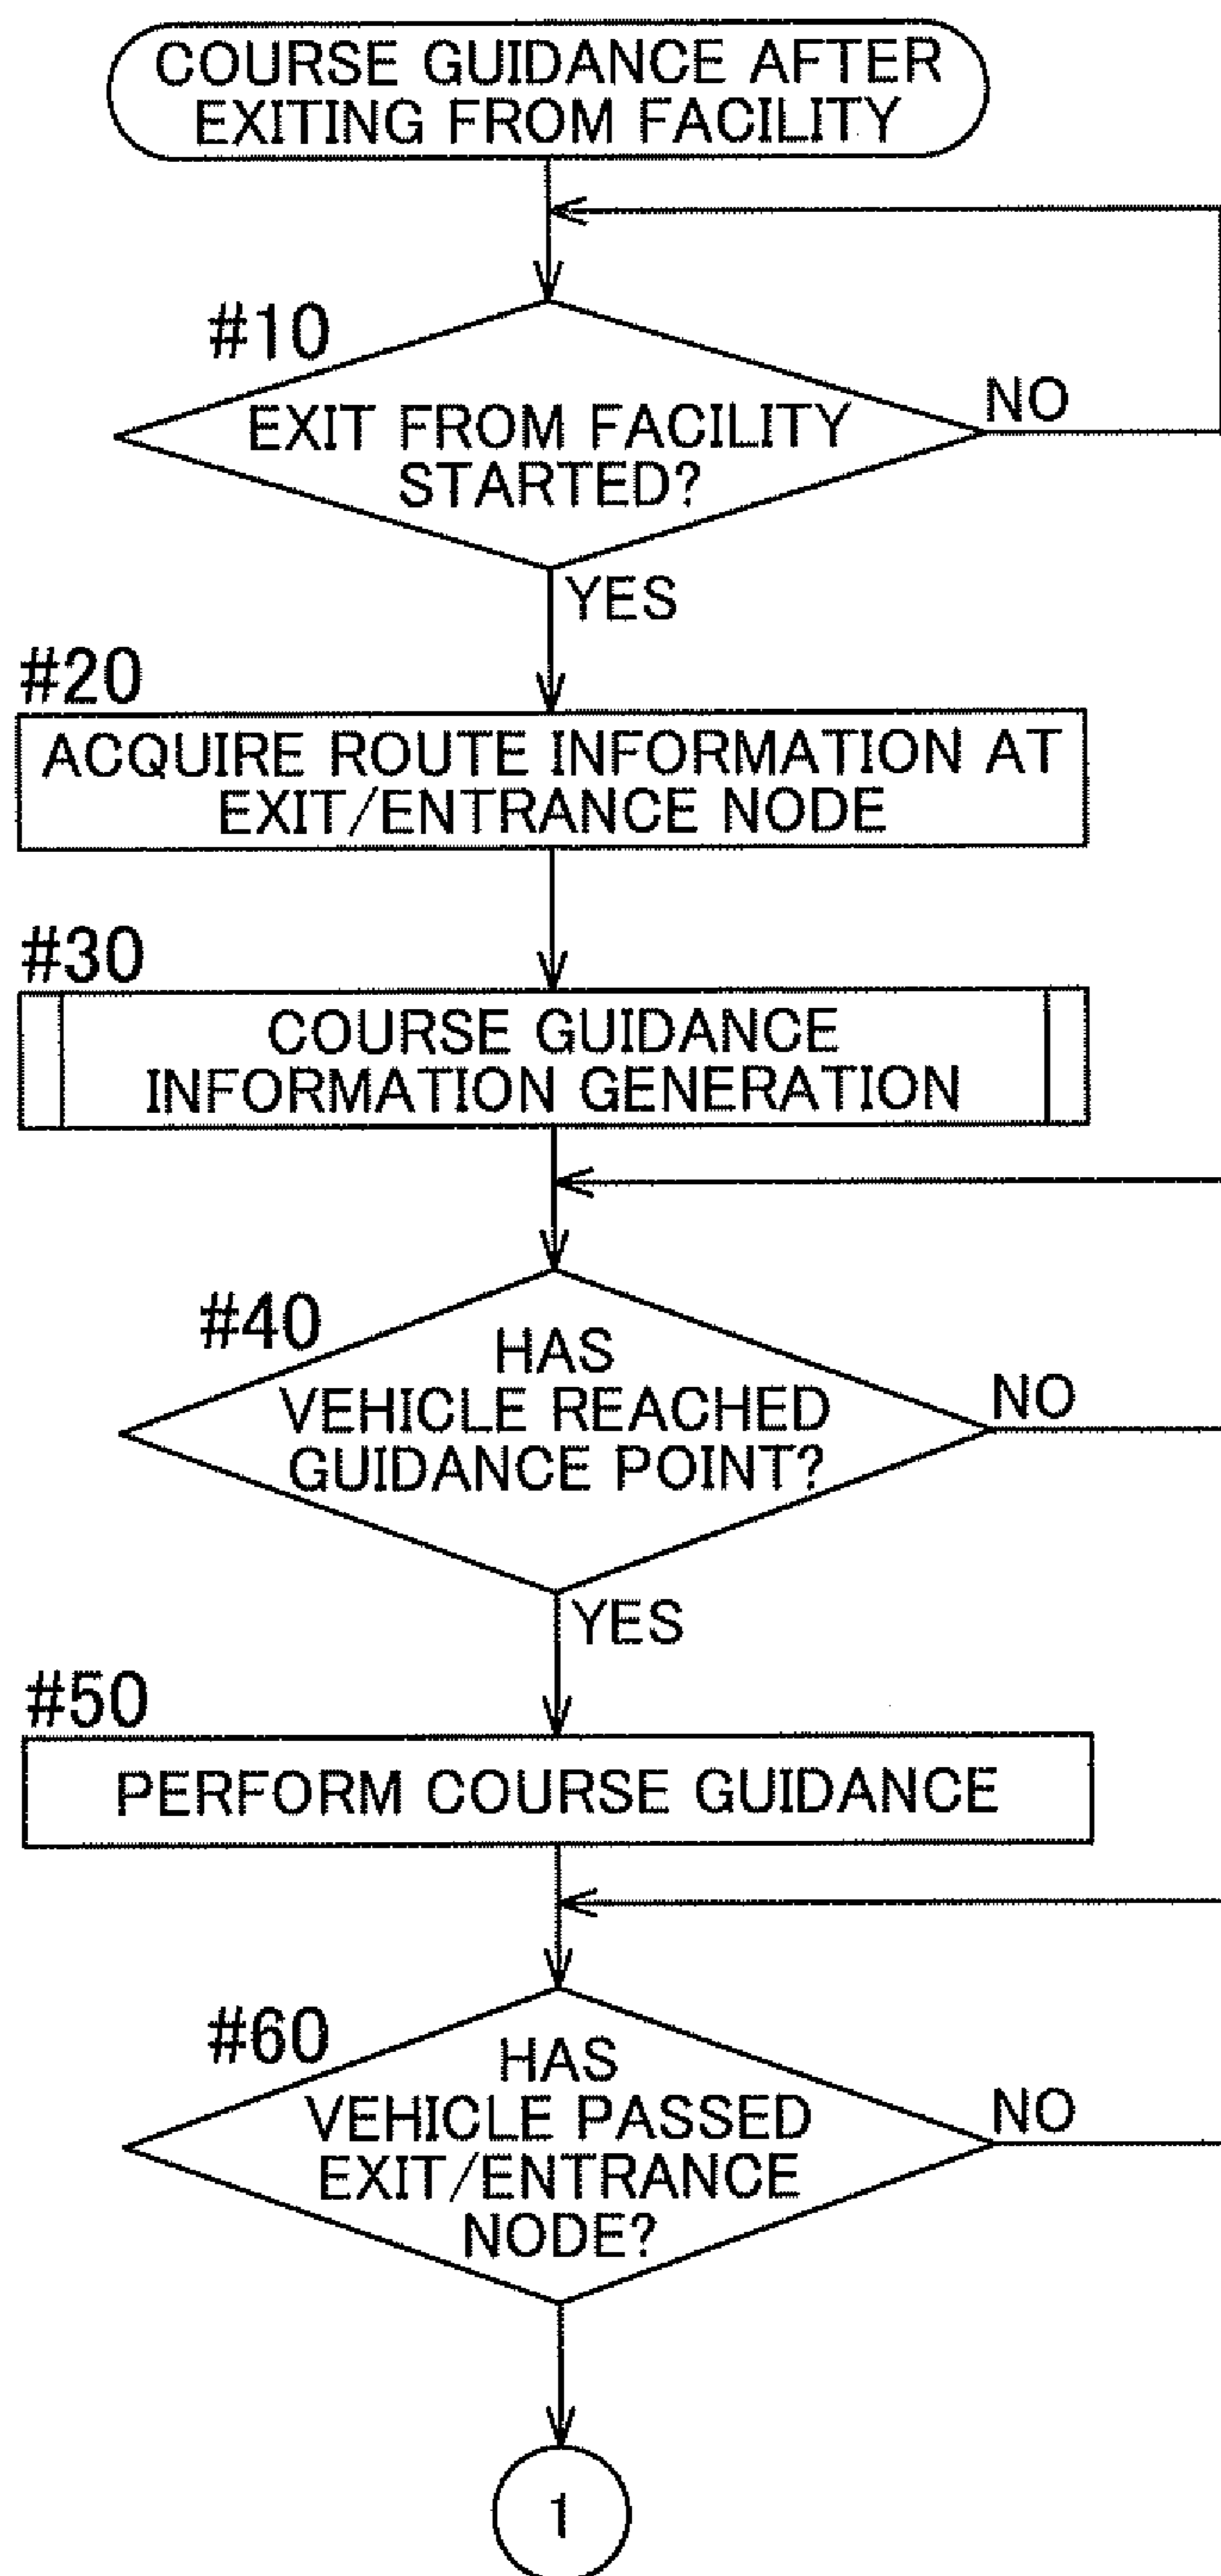 COURSE GUIDANCE AFTER
EXITING FROM FACILITY
#10
EXIT FROM FACILITY
STARTED?
NO
YES
#20
ACQUIRE ROUTE INFORMATION AT
EXIT/ENTRANCE NODE
#30
COURSE GUIDANCE
INFORMATION GENERATION
#40
HAS
VEHICLE REACHED
GUIDANCE POINT?
NO
YES
#50
PERFORM COURSE GUIDANCE
#60
HAS
VEHICLE PASSED
EXIT/ENTRANCE
NODE?
NO
1